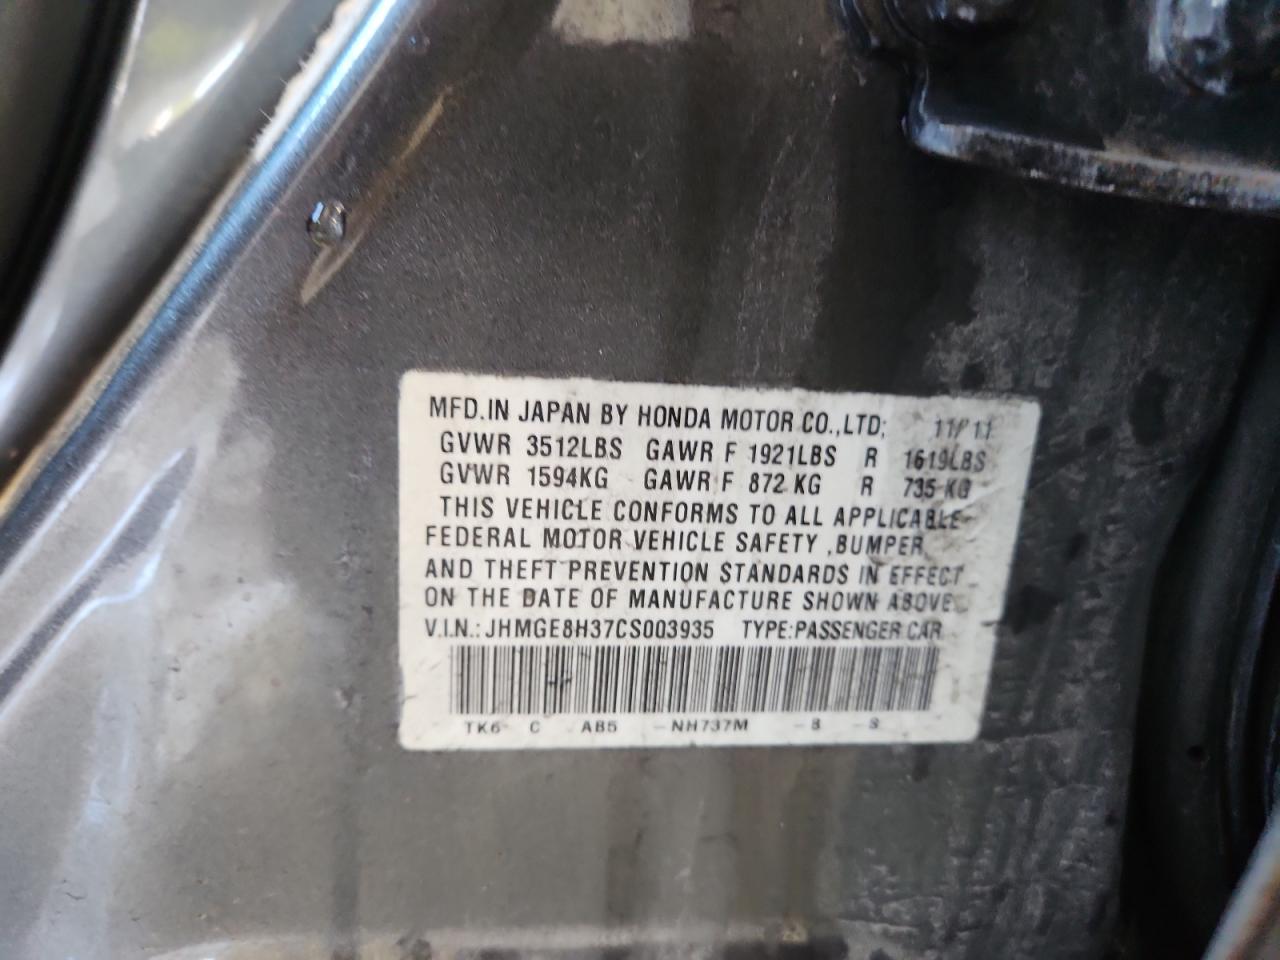 MFD.IN JAPAN BY HONDA MOTOR CO.,LTD; 11/11
GVWR 3512LBS GAWR F 1921LBS R 1619LBS
GVWR 1594KG GAWR F 872 KG R 735 KG
THIS VEHICLE CONFORMS TO ALL APPLICABLE
FEDERAL MOTOR VEHICLE SAFETY ,BUMPER
AND THEFT PREVENTION STANDARDS IN EFFECT
ON THE DATE OF MANUFACTURE SHOWN ABOVE.
V.I.N.: JHMGE8H37CS003935 TYPE:PASSENGER CAR
TK6 C AB5 -NH737M -B -S